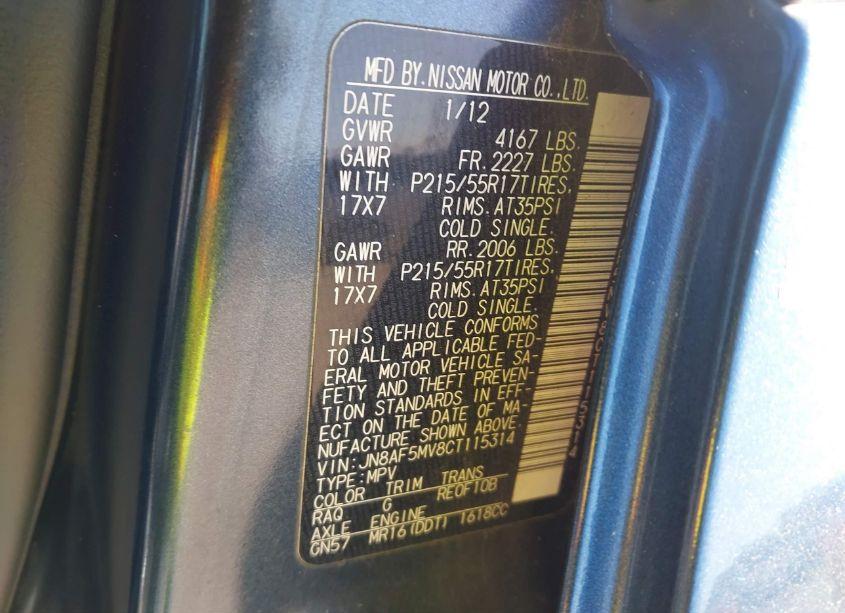 MFD BY. NISSAN MOTOR CO., LTD.
DATE 1/12
GVWR 4167 LBS.
GAWR FR. 2227 LBS.
WITH P215/55R17TIRES,
17X7 RIMS. AT35PSI
COLD SINGLE.
GAWR RR. 2006 LBS.
WITH P215/55R17TIRES,
17X7 RIMS. AT35PSI
COLD SINGLE.
THIS VEHICLE CONFORMS
TO ALL APPLICABLE FED-
ERAL MOTOR VEHICLE SA-
FETY AND THEFT PREVEN-
TION STANDARDS IN EFF-
ECT ON THE DATE OF MA-
NUFACTURE SHOWN ABOVE.
VIN: JN8AF5MV8CT115314
TYPE: MPV
COLOR TRIM TRANS
RAQ G RE0F10B
AXLE ENGINE
GN57 MR16(DDT) 1618CC